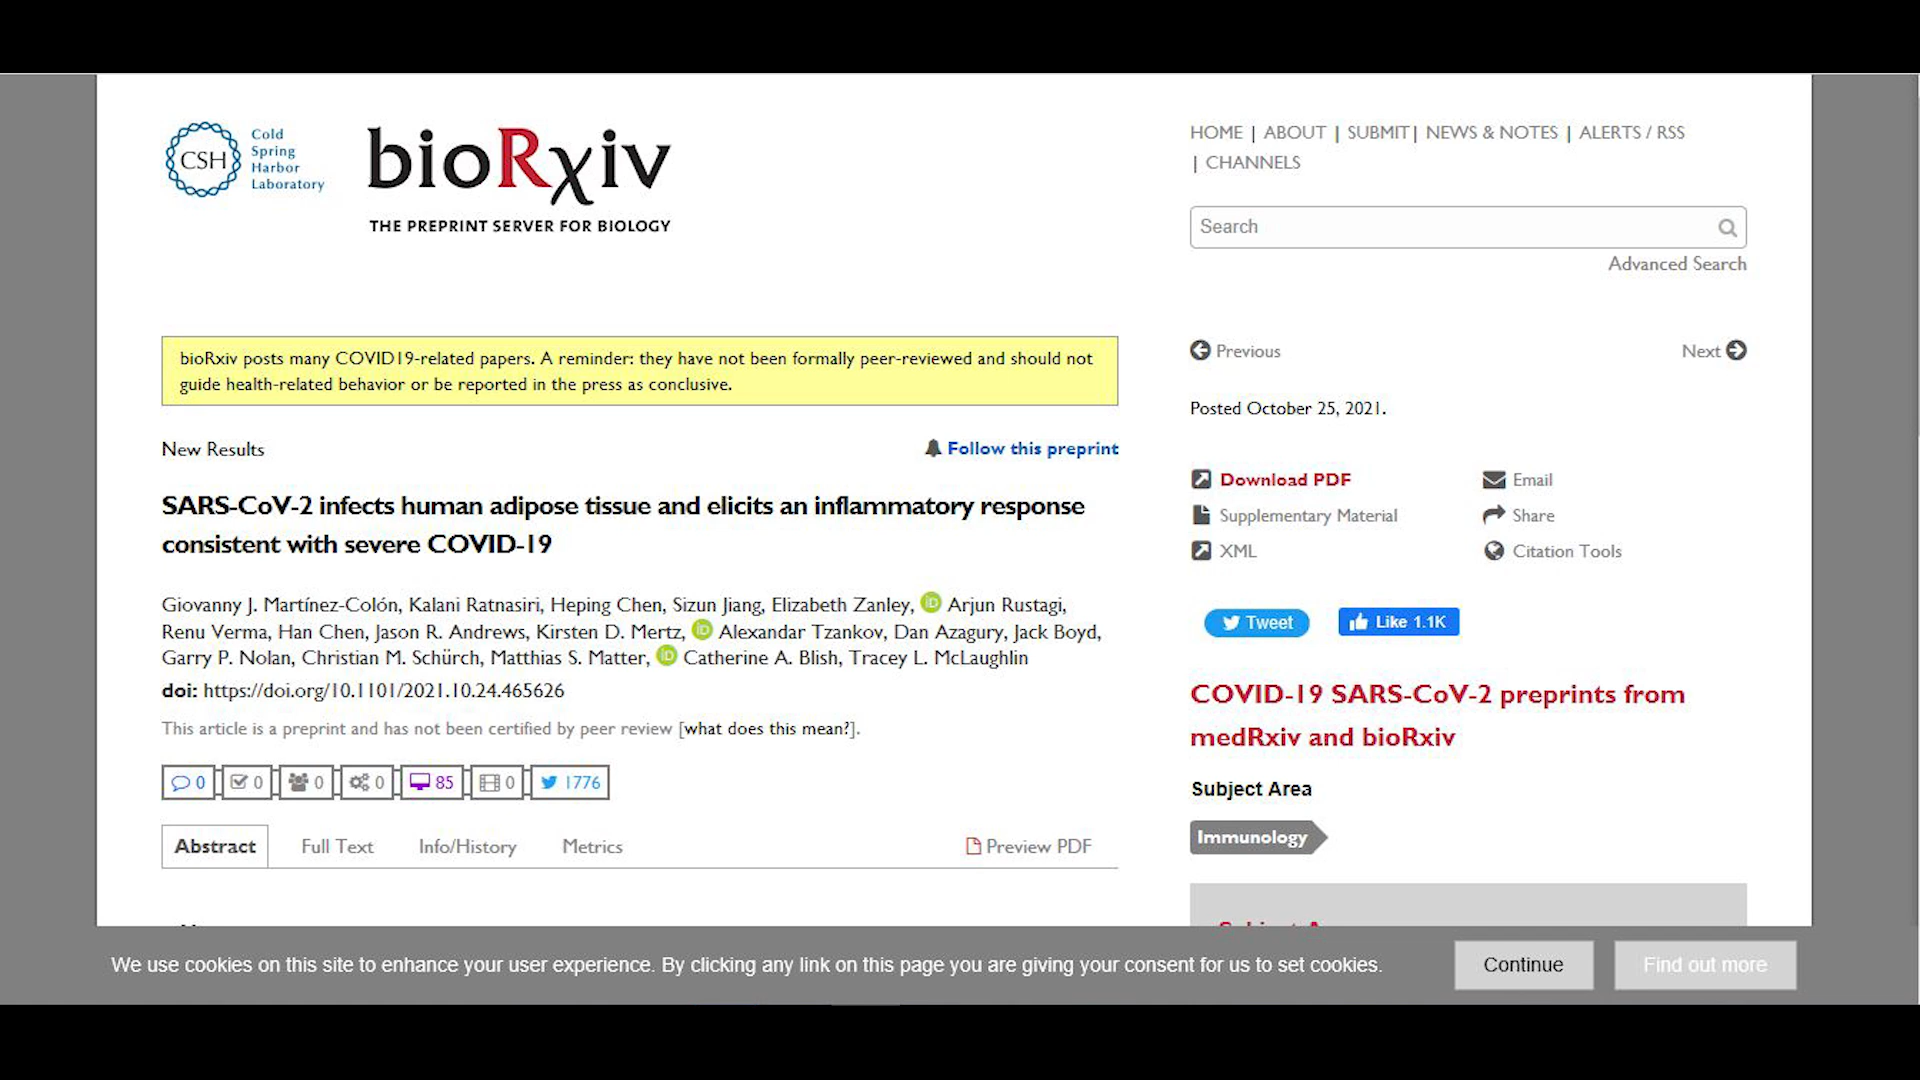 CSH
Cold
Spring
Harbor
Laboratory
bioRxiv
THE PREPRINT SERVER FOR BIOLOGY
HOME | ABOUT | SUBMIT | NEWS & NOTES | ALERTS / RSS
| CHANNELS
Search
Advanced Search
bioRxiv posts many COVID19-related papers. A reminder: they have not been formally peer-reviewed and should not
guide health-related behavior or be reported in the press as conclusive.
New Results
Follow this preprint
SARS-CoV-2 infects human adipose tissue and elicits an inflammatory response
consistent with severe COVID-19
Giovanny J. Martínez-Colón, Kalani Ratnasiri, Heping Chen, Sizun Jiang, Elizabeth Zanley, iD Arjun Rustagi,
Renu Verma, Han Chen, Jason R. Andrews, Kirsten D. Mertz, iD Alexandar Tzankov, Dan Azagury, Jack Boyd,
Garry P. Nolan, Christian M. Schürch, Matthias S. Matter, iD Catherine A. Blish, Tracey L. McLaughlin
doi: https://doi.org/10.1101/2021.10.24.465626
This article is a preprint and has not been certified by peer review [what does this mean?].
0 0 0 0 85 0 1776
Abstract Full Text Info/History Metrics Preview PDF
Previous Next
Posted October 25, 2021.
Download PDF Email
Supplementary Material Share
XML Citation Tools
Tweet Like 1.1K
COVID-19 SARS-CoV-2 preprints from
medRxiv and bioRxiv
Subject Area
Immunology
We use cookies on this site to enhance your user experience. By clicking any link on this page you are giving your consent for us to set cookies.
Continue Find out more